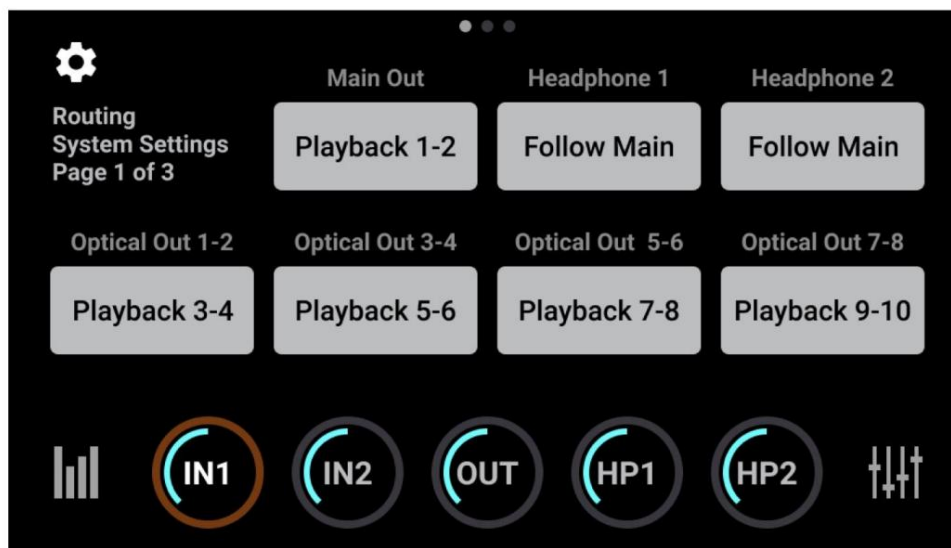 Routing
System Settings
Page 1 of 3
Main Out
Headphone 1
Headphone 2
Playback 1-2
Follow Main
Follow Main
Optical Out 1-2
Optical Out 3-4
Optical Out  5-6
Optical Out 7-8
Playback 3-4
Playback 5-6
Playback 7-8
Playback 9-10
IN1
IN2
OUT
HP1
HP2